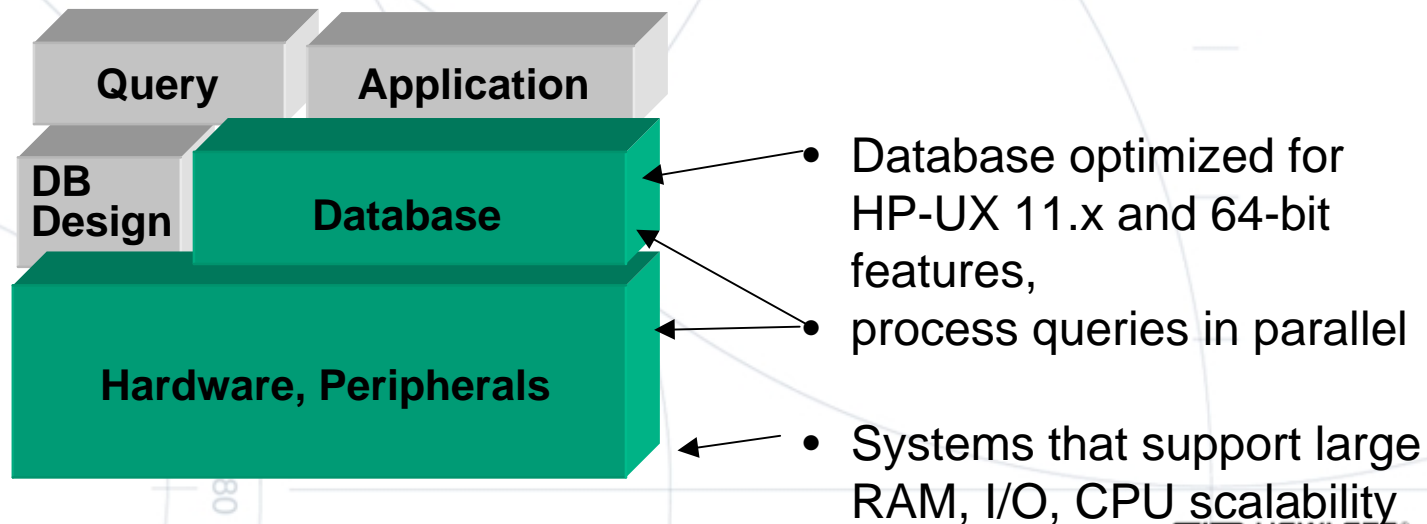 Query
Application
DB
Design
Database
Hardware, Peripherals
• Database optimized for
HP-UX 11.x and 64-bit
features,
• process queries in parallel
• Systems that support large
RAM, I/O, CPU scalability
80